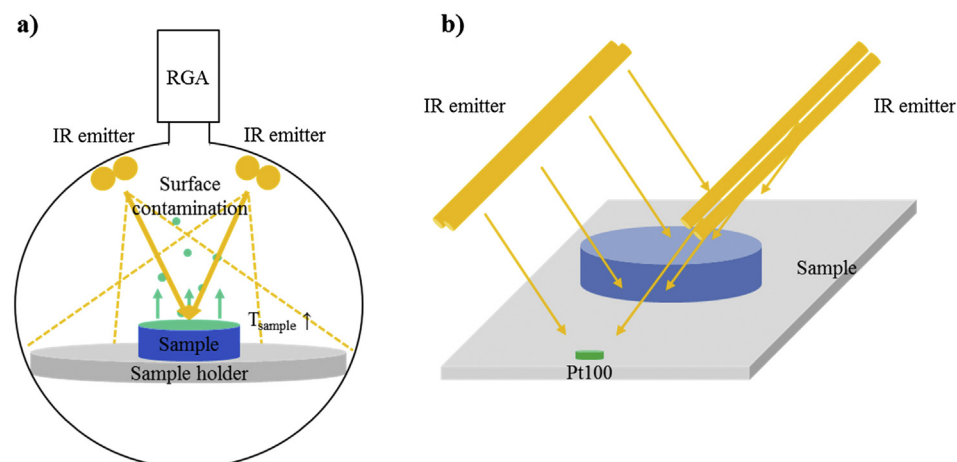 a)
RGA
IR emitter
IR emitter
Surface
contamination
Tsample ↑
Sample
Sample holder
b)
IR emitter
IR emitter
Sample
Pt100